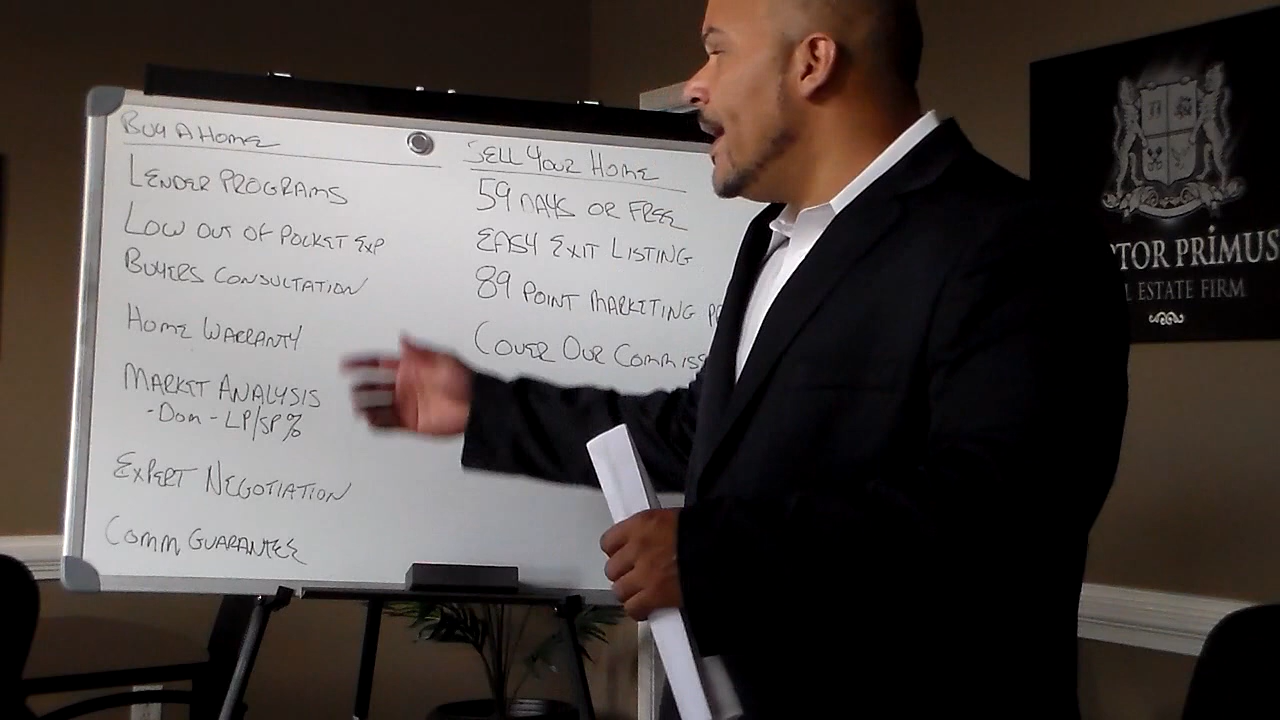 BUY A HOME
LENDER PROGRAMS
LOW OUT OF POCKET EXP
BUYERS CONSULTATION
HOME WARRANTY
MARKET ANALYSIS
-DOM - LP/SP%
EXPERT NEGOTIATION
COMM GUARANTEE
SELL YOUR HOME
59 DAYS OR FREE
EASY EXIT LISTING
89 POINT MARKETING
COVER OUR COMMISS
TOR PRIMUS
ESTATE FIRM